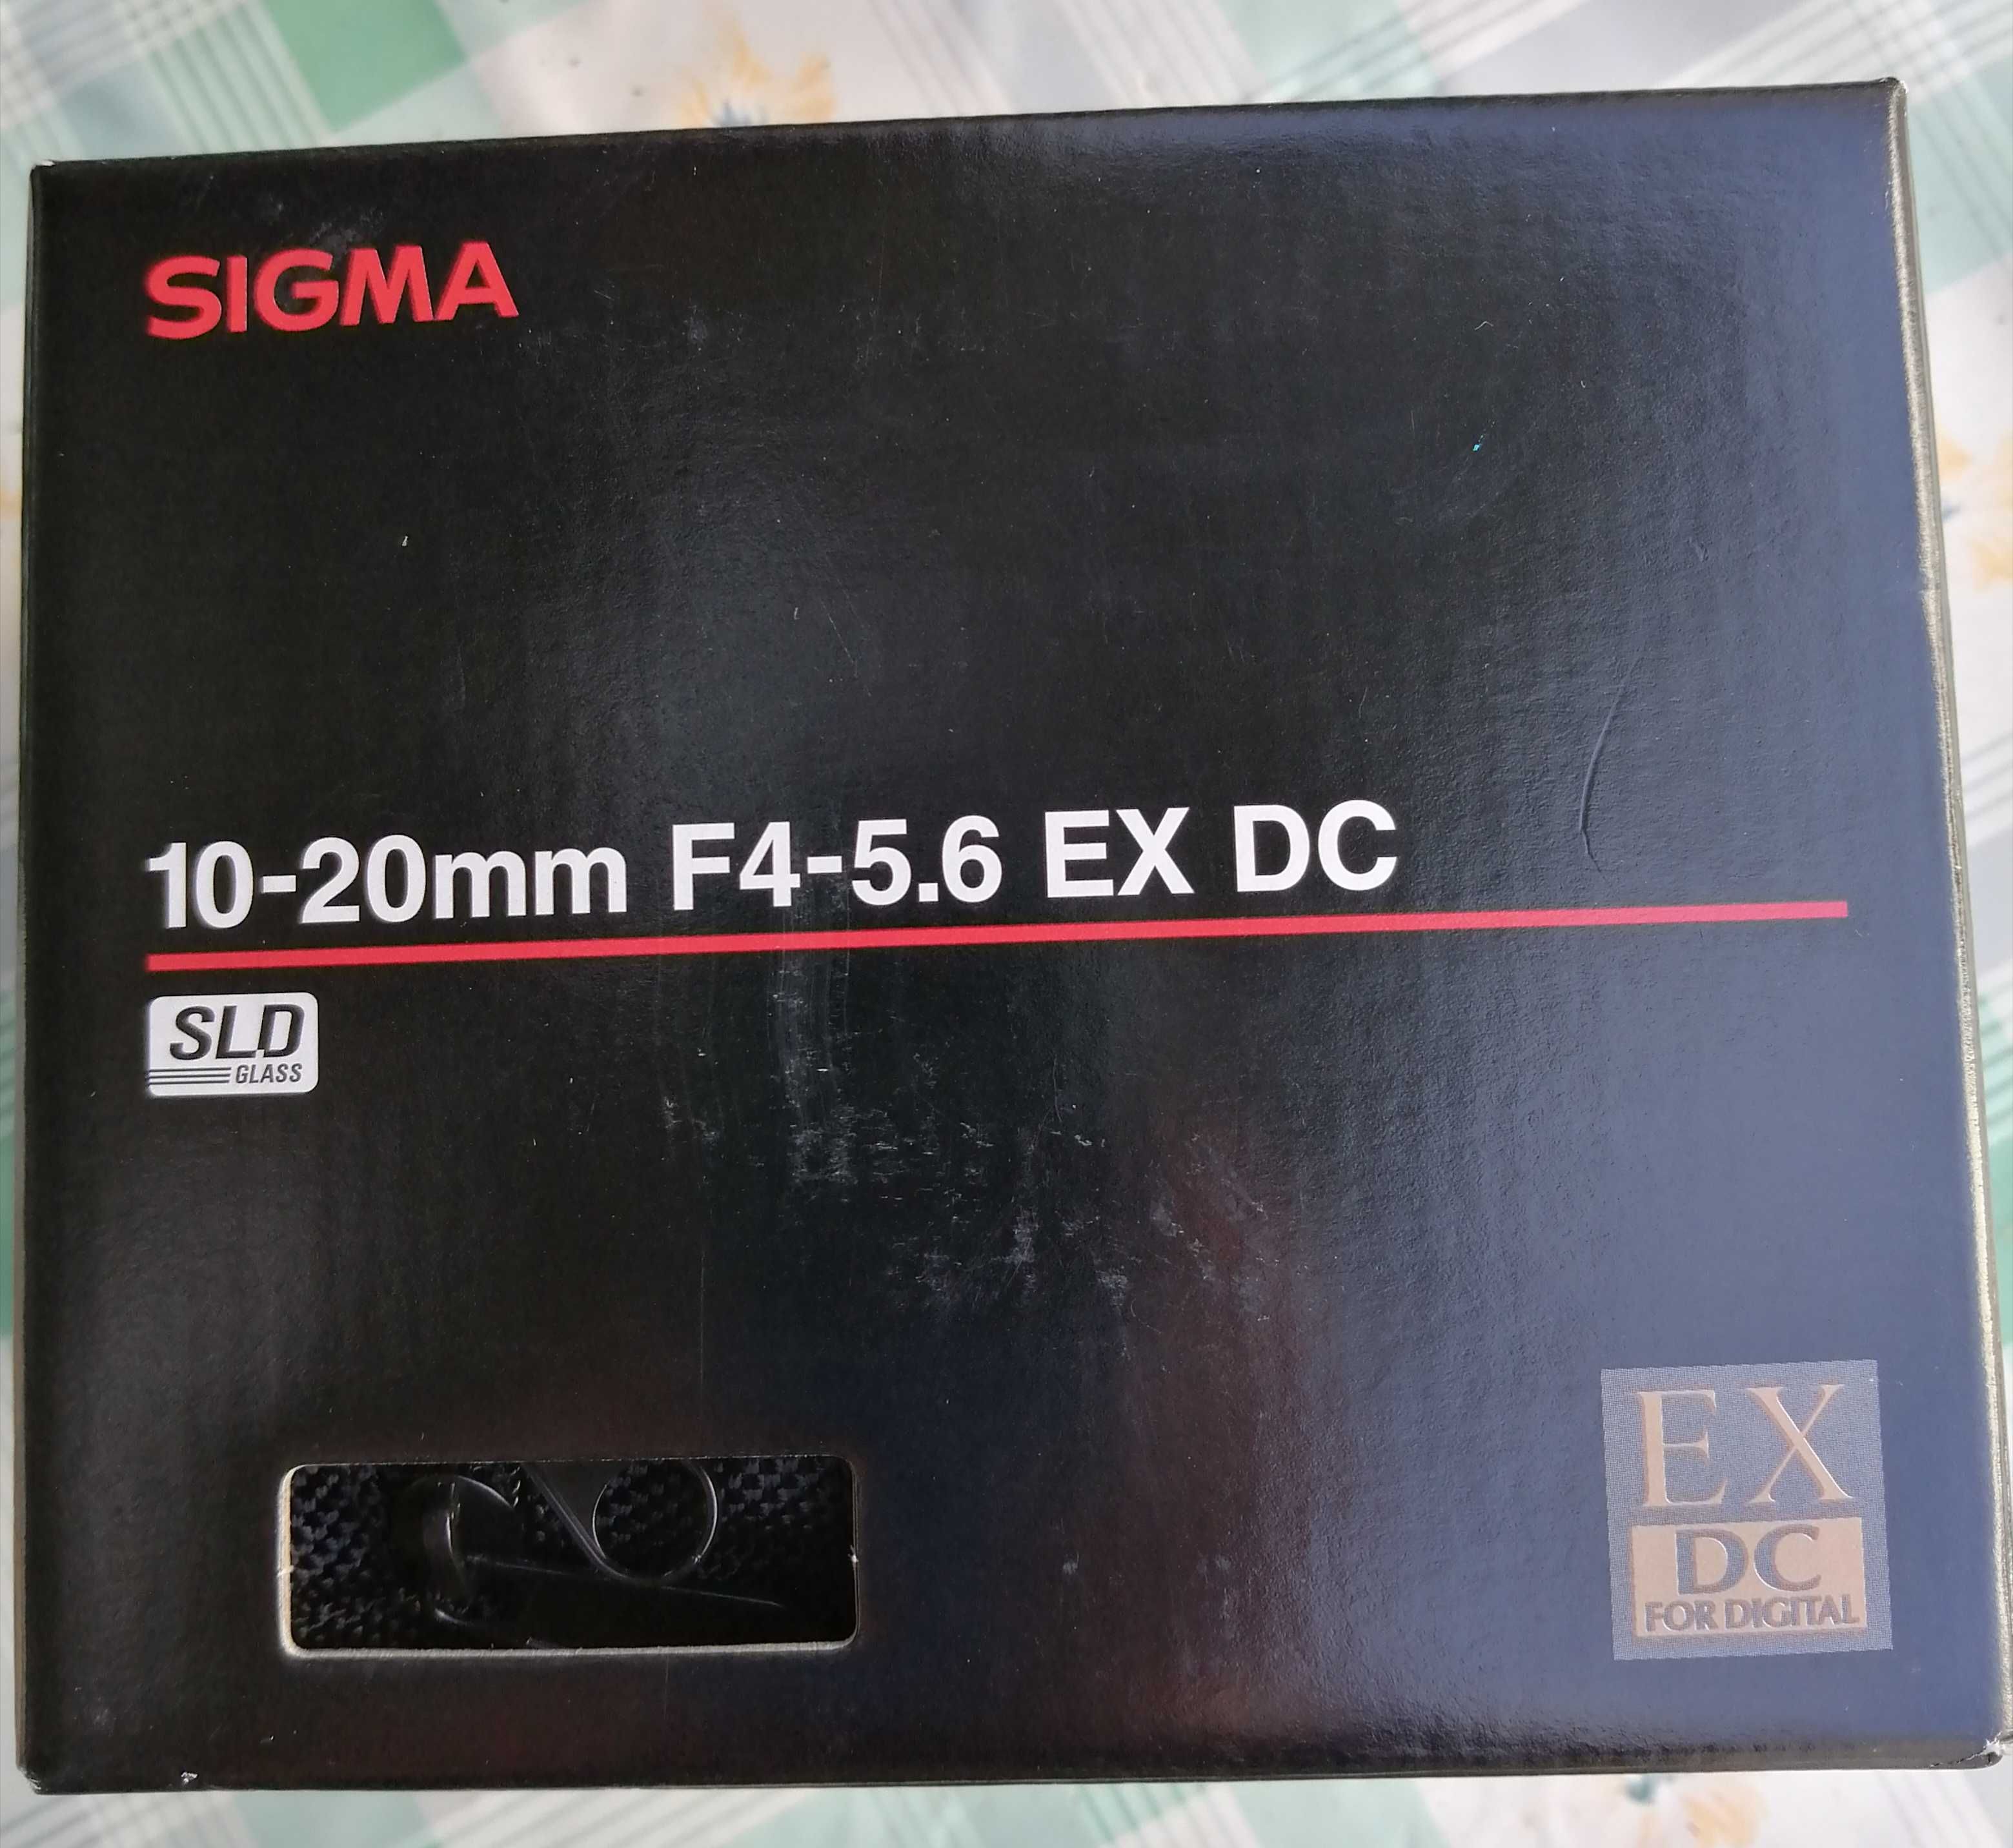 SIGMA
10-20mm F4-5.6 EX DC
SLD
GLASS
EX
DC
FOR DIGITAL